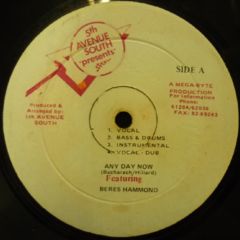 5th
AVENUE
SOUTH
"presents"
SIDE A
A MEGA-BYTE
PRODUCTION
For Information
Phone:
Produced &
Arranged by:-
5th AVENUE
SOUTH
1. VOCAL
2. BASS & DRUMS
3. INSTRUMENTAL
4. VOCAL - DUB
ANY DAY NOW
(Bacharach/Hilliard)
Featuring
BERES HAMMOND